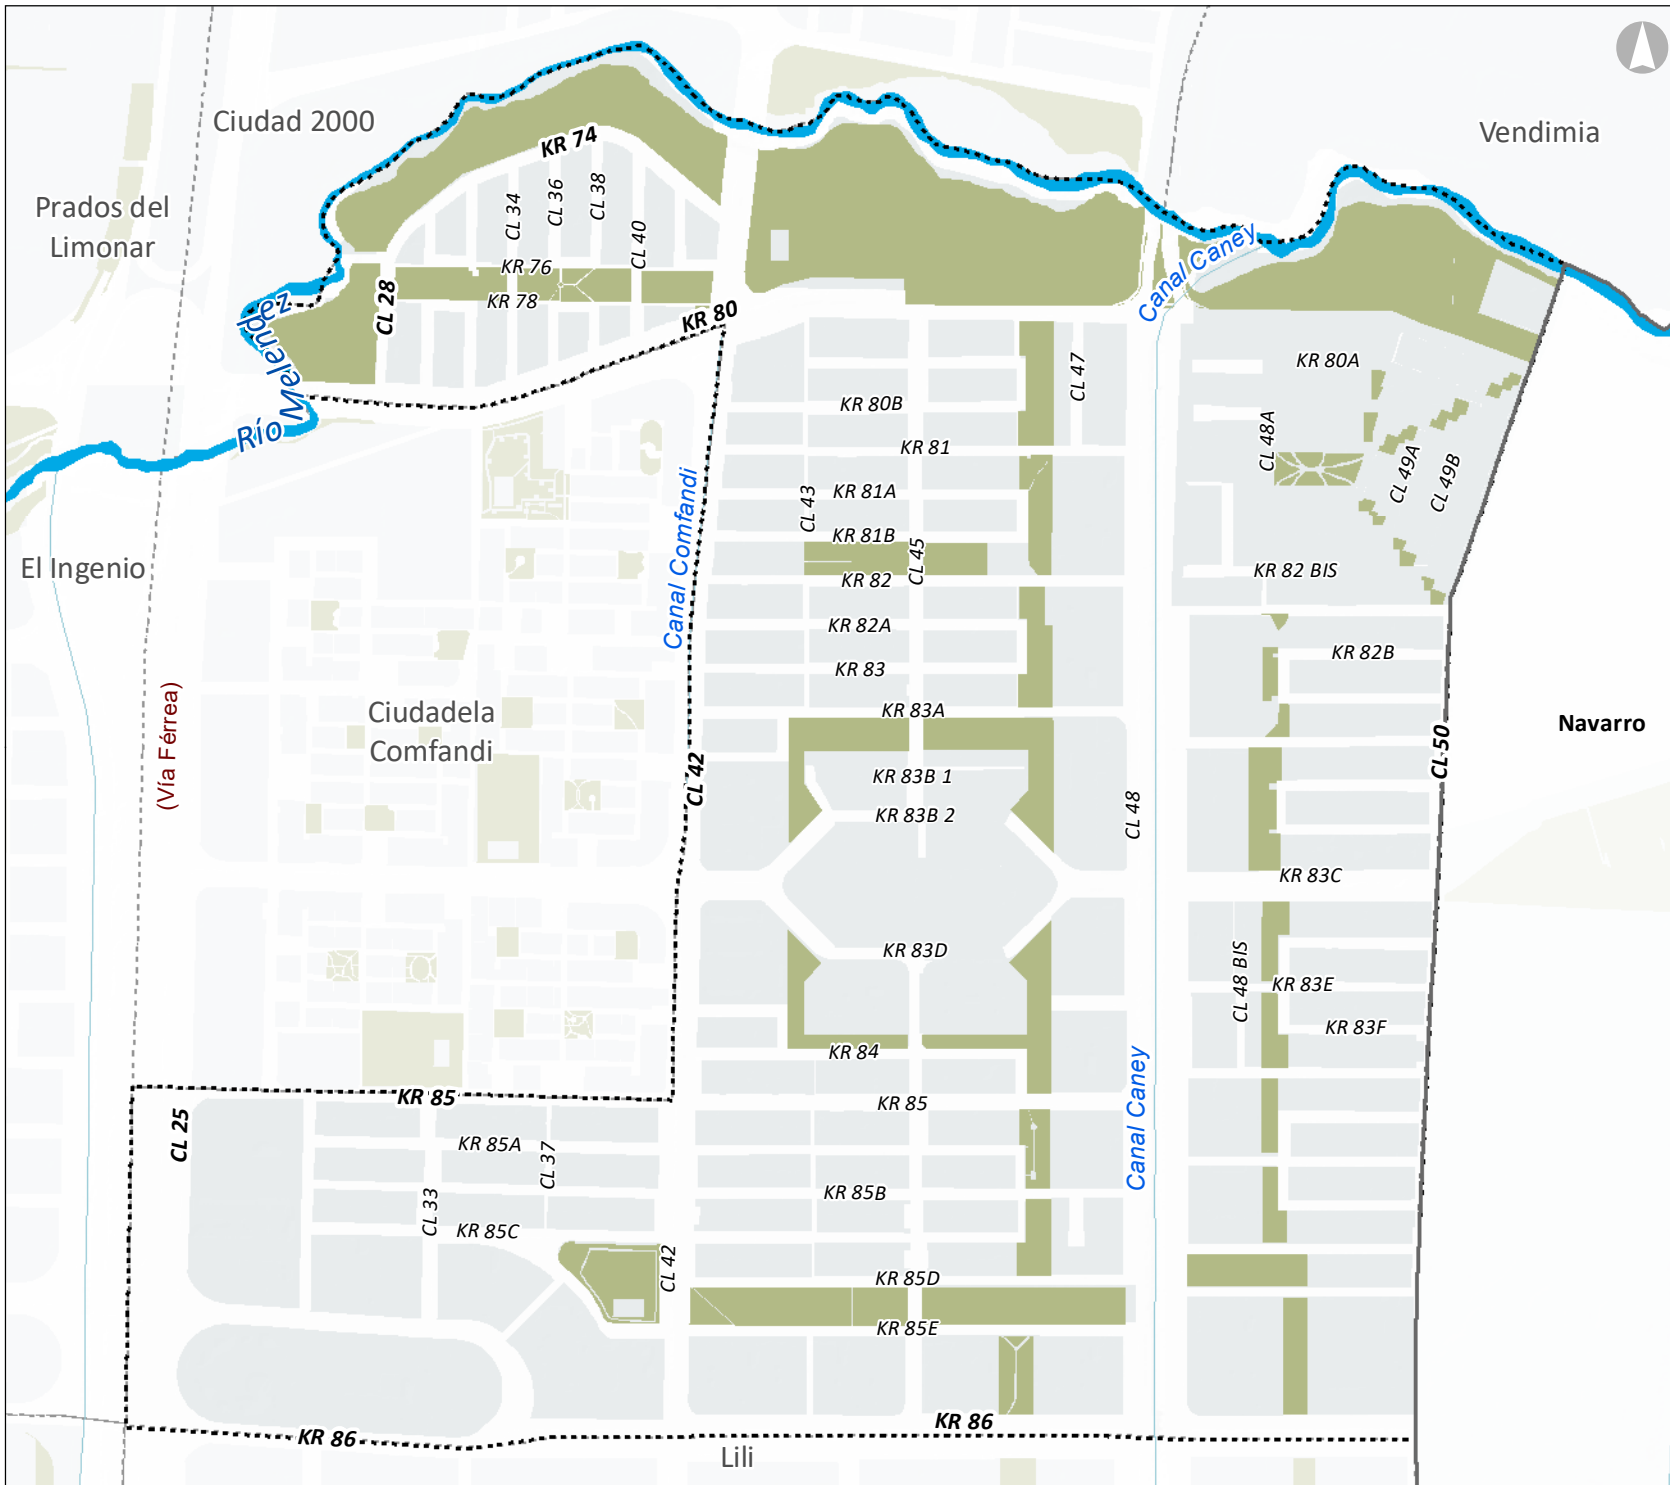 Ciudad 2000
Vendimia
Prados del
Limonar
KR 74
CL 34
CL 36
CL 38
CL 40
KR 76
KR 78
CL 28
KR 80
Canal Caney
Río Melendez
KR 80A
CL 47
KR 80B
KR 81
CL 48A
CL 49A
CL 49B
KR 81A
CL 43
KR 81B
CL 45
KR 82
Canal Comfandi
El Ingenio
KR 82 BIS
KR 82A
KR 82B
KR 83
(Vía Férrea)
Ciudadela
Comfandi
KR 83A
Navarro
CL 50
CL 42
KR 83B 1
KR 83B 2
CL 48
KR 83C
KR 83D
CL 48 BIS
KR 83E
KR 83F
KR 84
KR 85
KR 85
CL 25
Canal Caney
KR 85A
CL 37
KR 85B
CL 33
KR 85C
CL 42
KR 85D
KR 85E
KR 86
KR 86
Lili